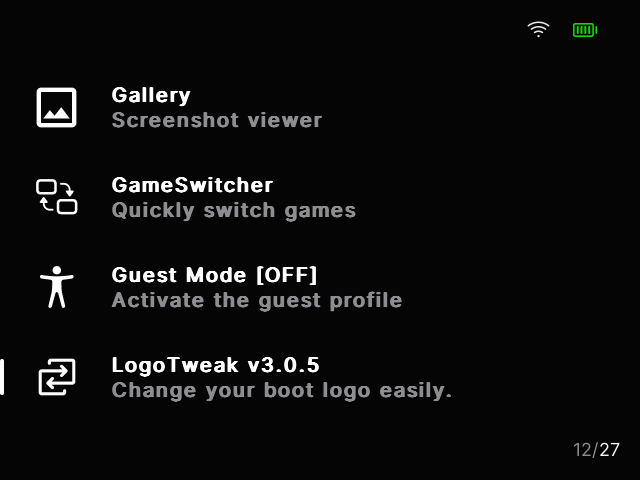 Gallery
Screenshot viewer
GameSwitcher
Quickly switch games
Guest Mode [OFF]
Activate the guest profile
LogoTweak v3.0.5
Change your boot logo easily.
12/27